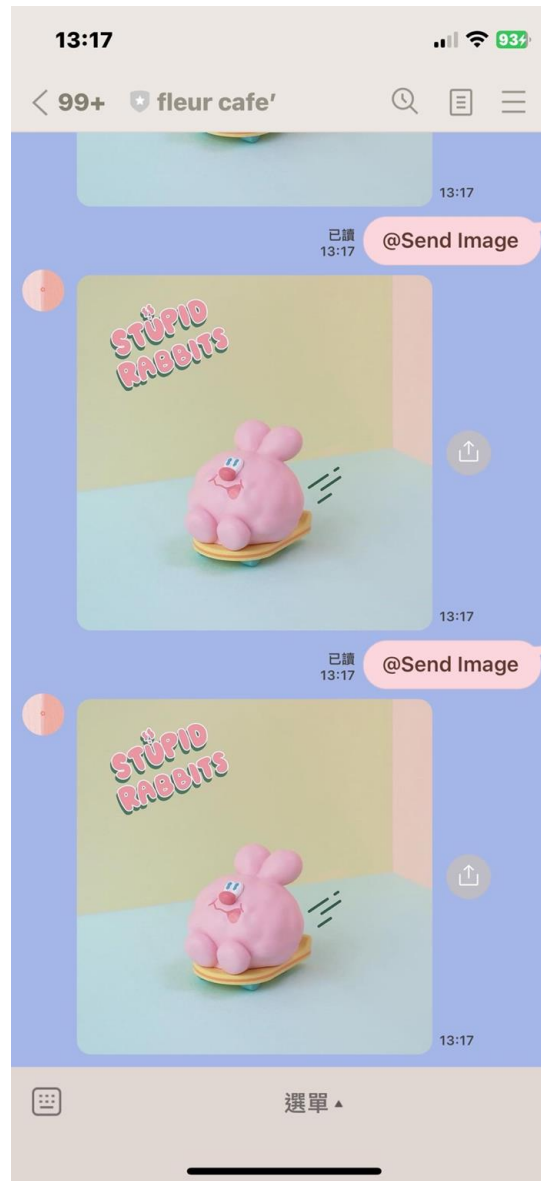 13:17
93
99+
fleur cafe'
13:17
已讀
13:17
@Send Image
STUPID
RABBITS
13:17
已讀
13:17
@Send Image
STUPID
RABBITS
13:17
選單